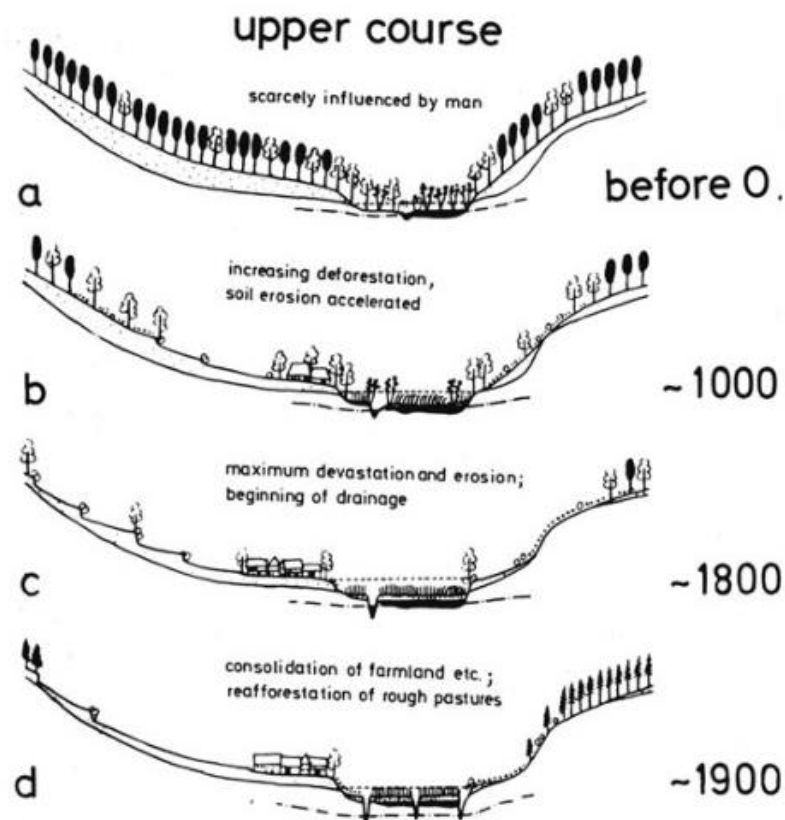 upper course
scarcely influenced by man
a
before 0.
increasing deforestation,
soil erosion accelerated
b
~1000
maximum devastation and erosion;
beginning of drainage
c
~1800
consolidation of farmland etc.;
reafforestation of rough pastures
d
~1900